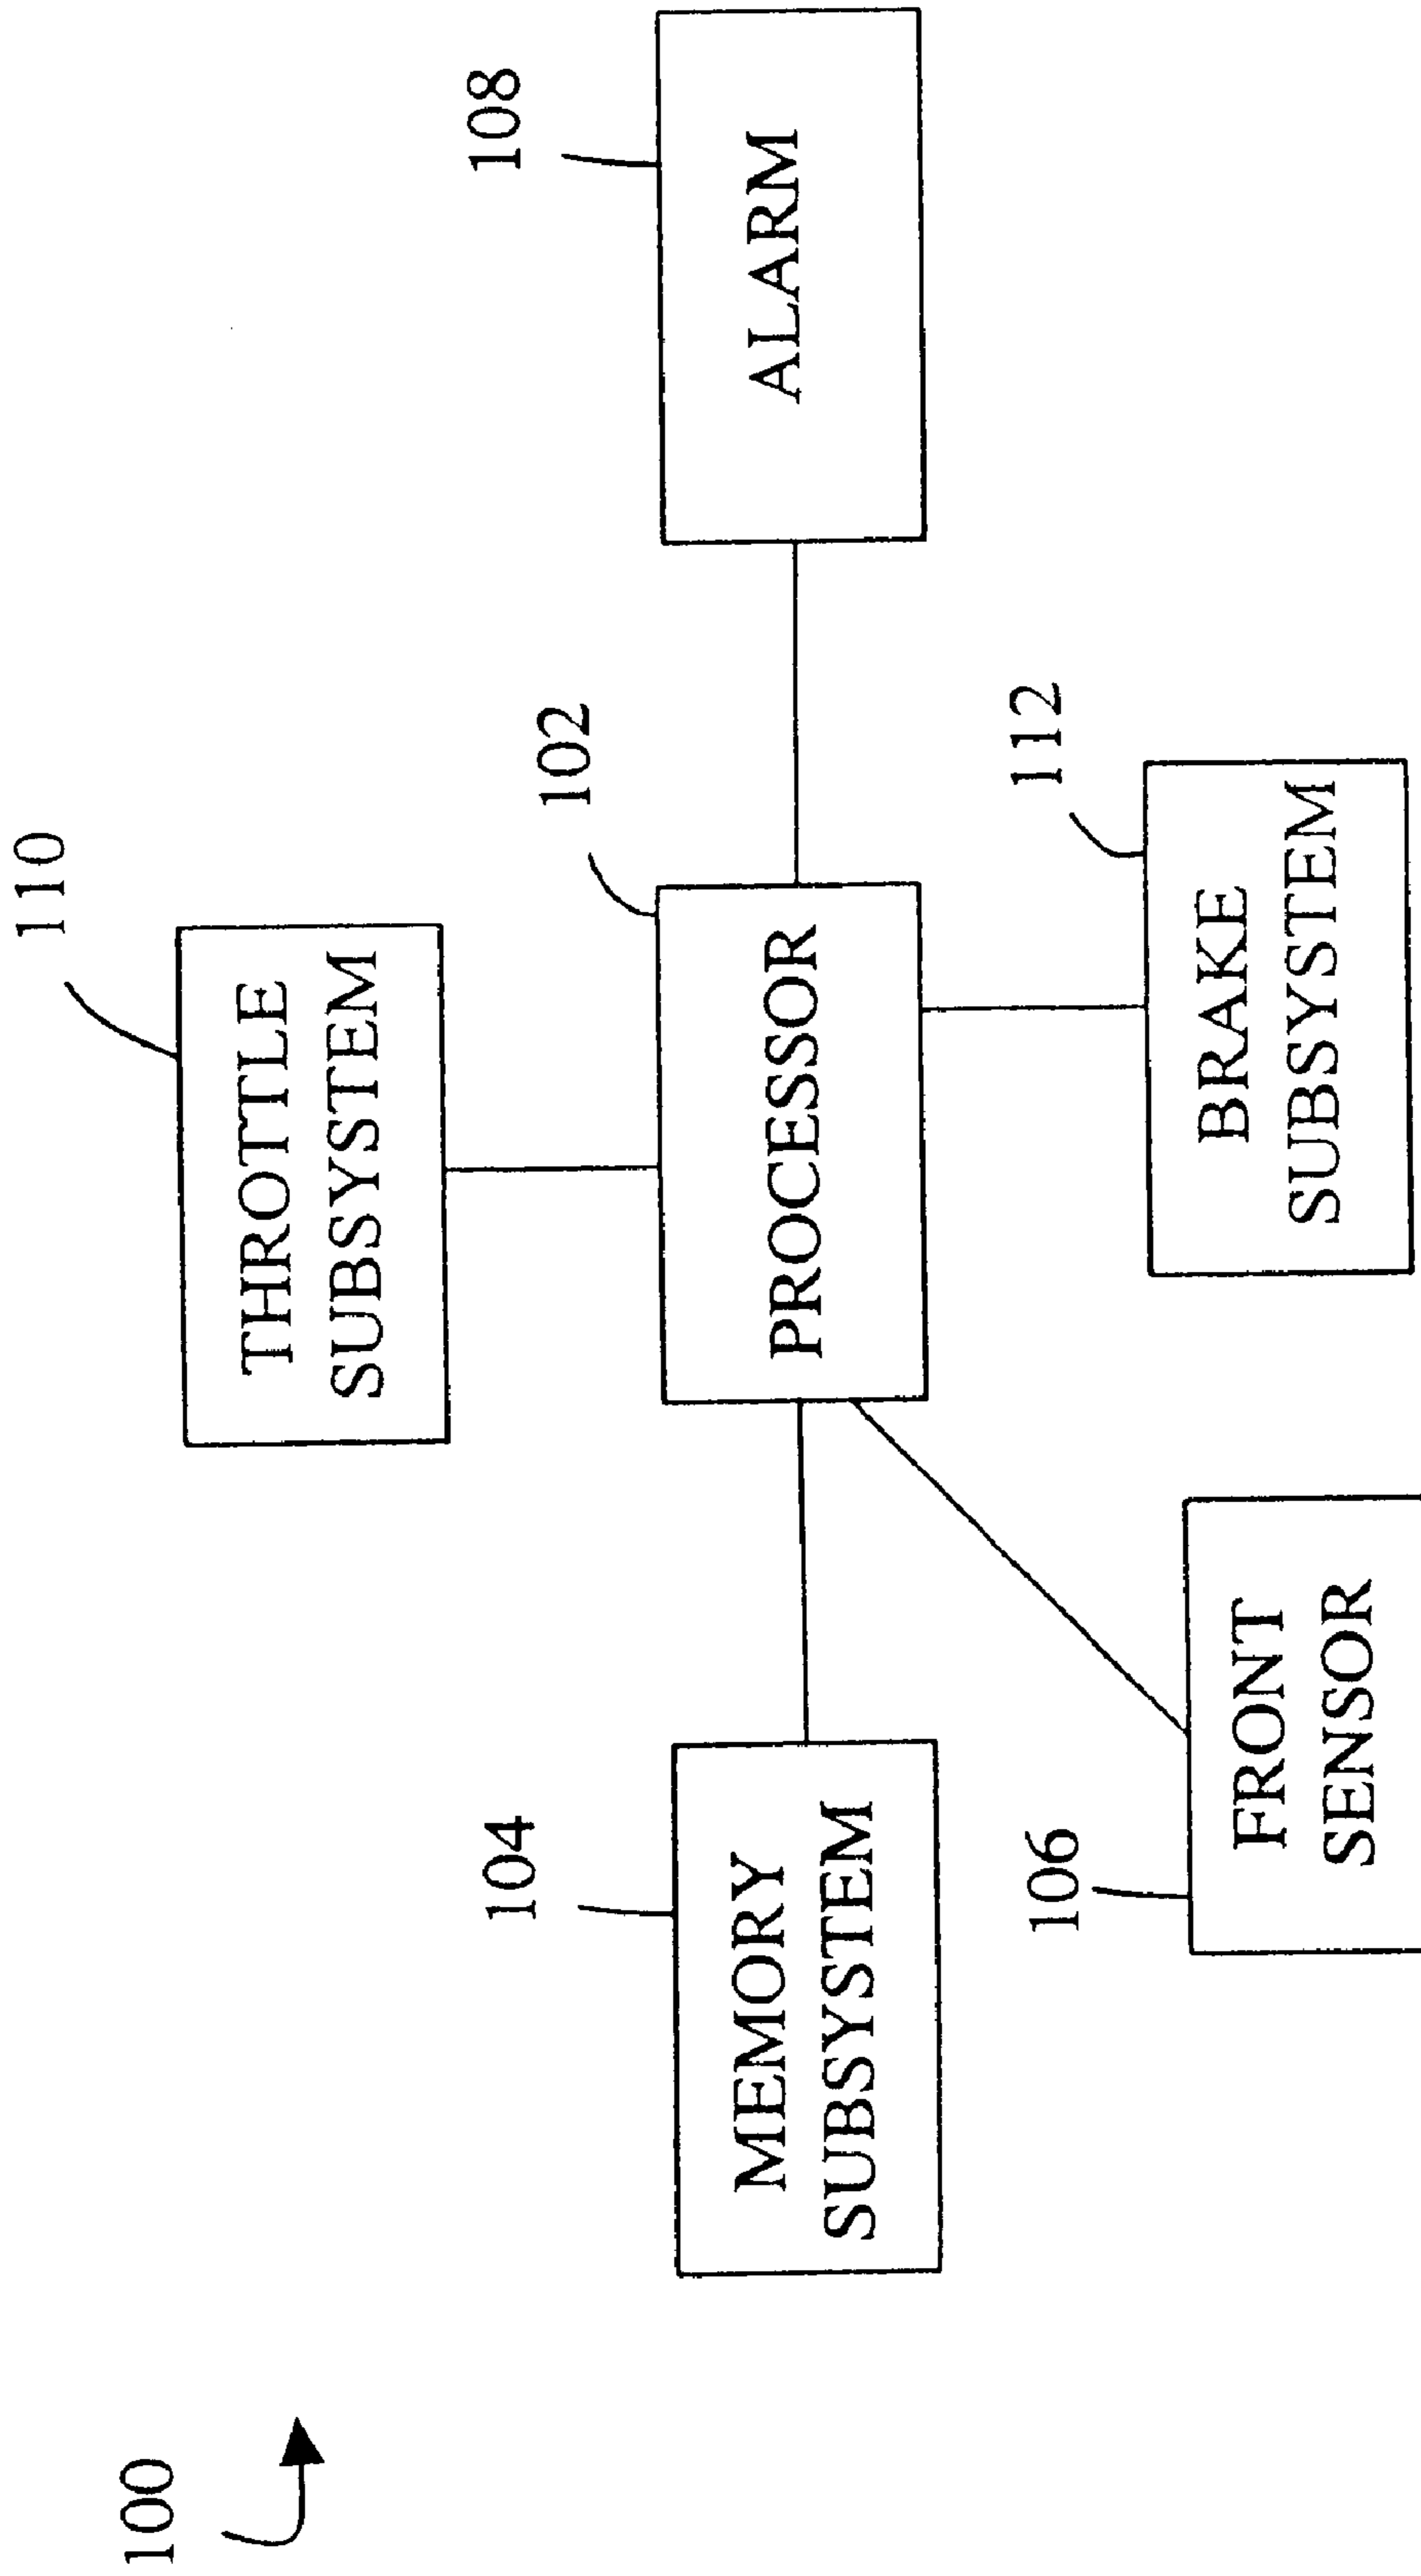 100
110
THROTTLE
SUBSYSTEM
104
MEMORY
SUBSYSTEM
102
PROCESSOR
108
ALARM
106
FRONT
SENSOR
112
BRAKE
SUBSYSTEM